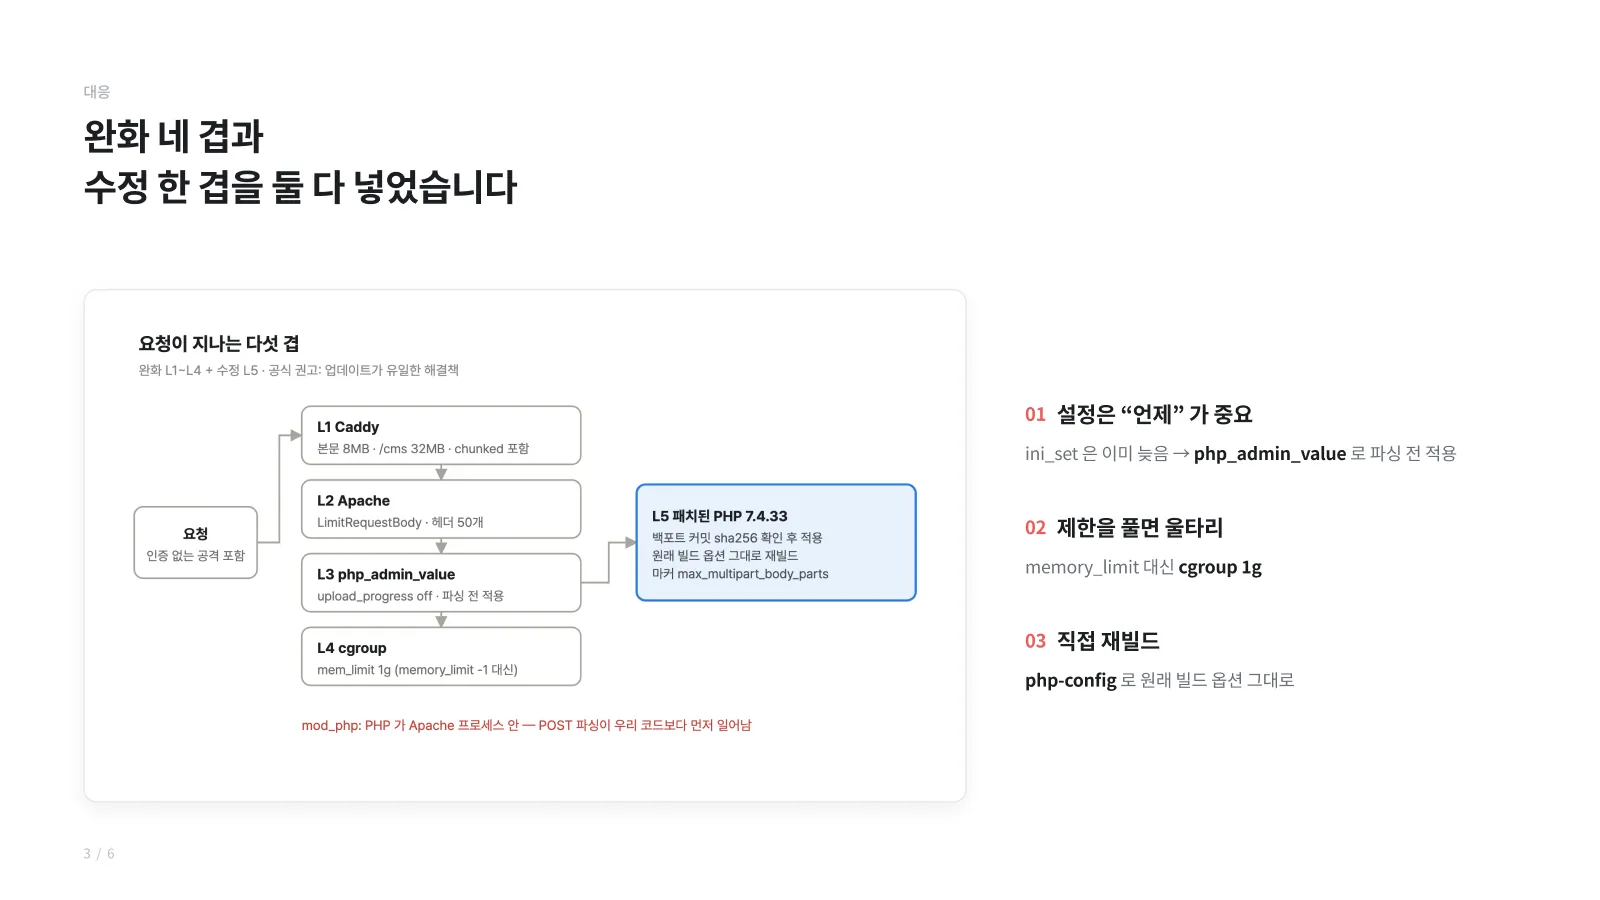 대응
완화 네 겹과
수정 한 겹을 둘 다 넣었습니다
요청이 지나는 다섯 겹
완화 L1~L4 + 수정 L5 · 공식 권고: 업데이트가 유일한 해결책
요청
인증 없는 공격 포함
L1 Caddy
본문 8MB · /cms 32MB · chunked 포함
L2 Apache
LimitRequestBody · 헤더 50개
L3 php_admin_value
upload_progress off · 파싱 전 적용
L4 cgroup
mem_limit 1g (memory_limit -1 대신)
L5 패치된 PHP 7.4.33
백포트 커밋 sha256 확인 후 적용
원래 빌드 옵션 그대로 재빌드
마커 max_multipart_body_parts
mod_php: PHP 가 Apache 프로세스 안 — POST 파싱이 우리 코드보다 먼저 일어남
01 설정은 “언제” 가 중요
ini_set 은 이미 늦음 → php_admin_value 로 파싱 전 적용
02 제한을 풀면 울타리
memory_limit 대신 cgroup 1g
03 직접 재빌드
php-config 로 원래 빌드 옵션 그대로
3 / 6